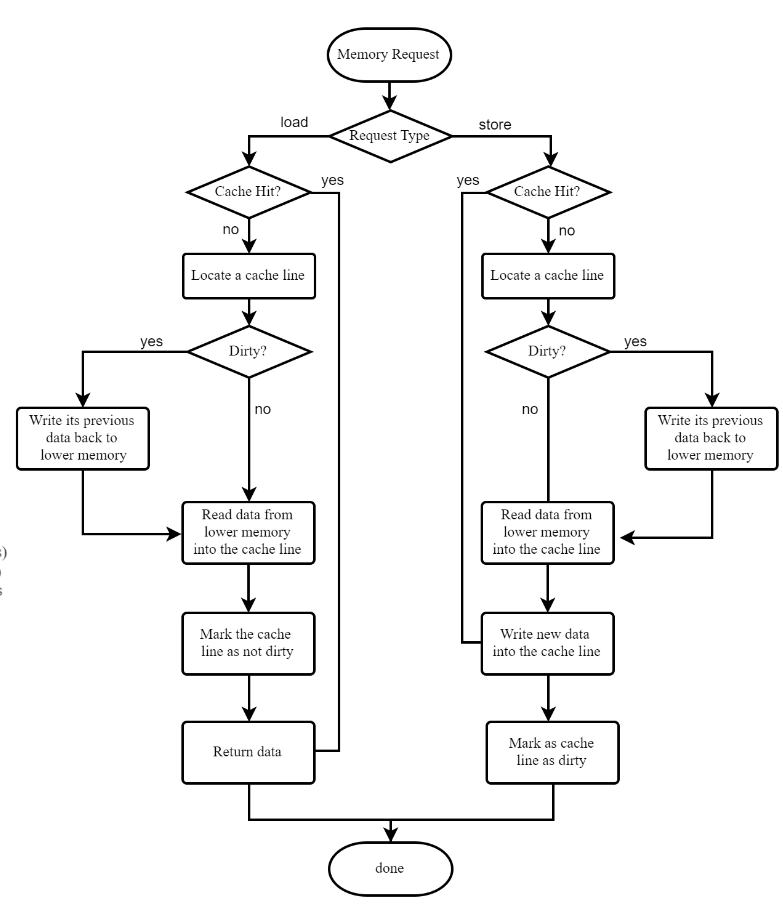 Memory Request
load
Request Type
store
Cache Hit?
yes
yes
Cache Hit?
no
no
Locate a cache line
Locate a cache line
yes
Dirty?
Dirty?
yes
Write its previous
data back to
lower memory
no
no
Write its previous
data back to
lower memory
Read data from
lower memory
into the cache line
Read data from
lower memory
into the cache line
s)
)
s
Mark the cache
line as not dirty
Write new data
into the cache line
Return data
Mark as cache
line as dirty
done